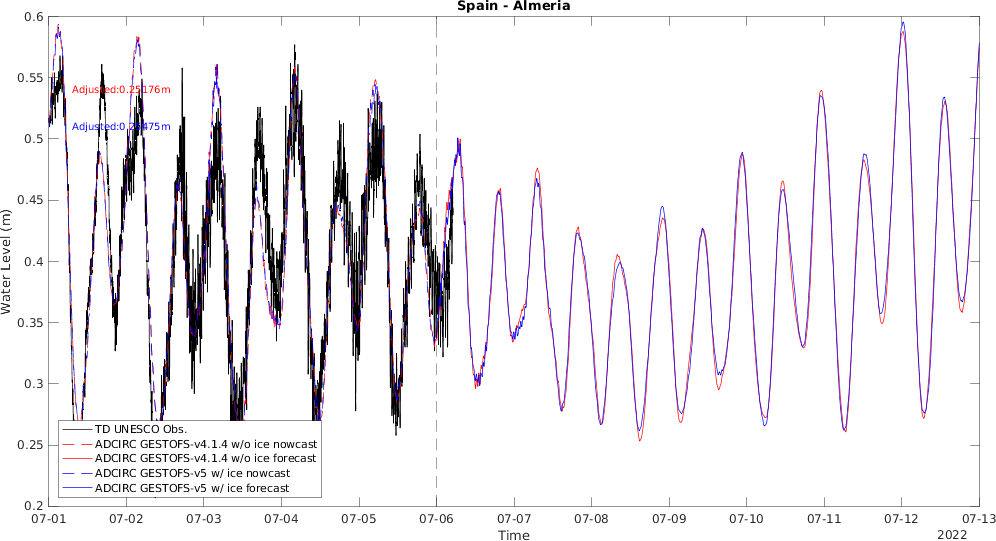 Spain - Almeria
0.6
0.55
0.5
0.45
0.4
0.35
0.3
0.25
0.2
Water Level (m)
Adjusted:0.25176m
TD UNESCO Obs.
ADCIRC GESTOFS-v4.1.4 w/o ice nowcast
ADCIRC GESTOFS-v4.1.4 w/o ice forecast
ADCIRC GESTOFS-v5 w/ ice nowcast
ADCIRC GESTOFS-v5 w/ ice forecast
07-01 07-02 07-03 07-04 07-05 07-06 07-07 07-08 07-09 07-10 07-11 07-12 07-13
Time
2022